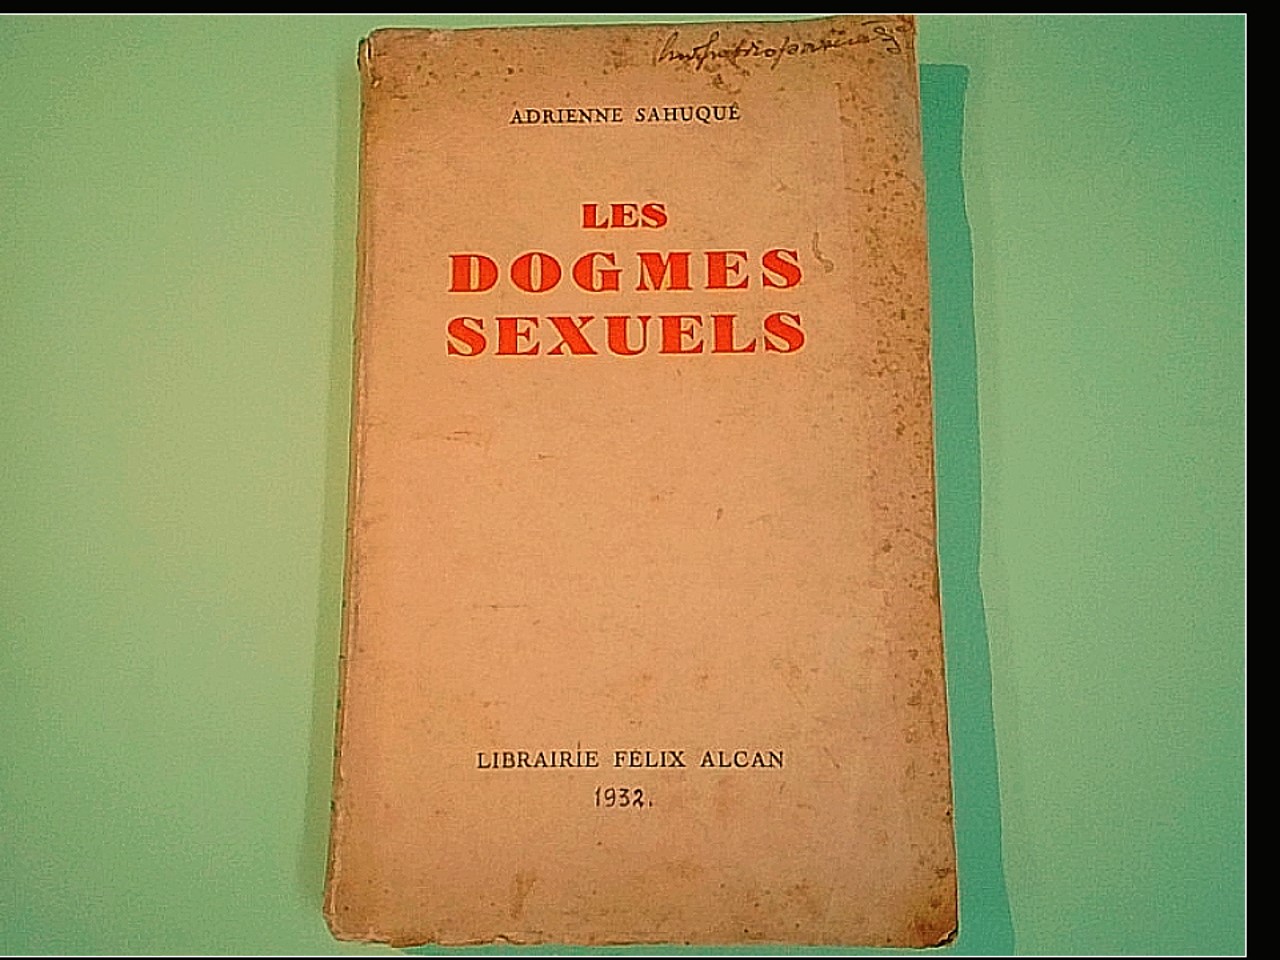 ADRIENNE SAHUQUÉ
LES
DOGMES
SEXUELS
LIBRAIRIE FÉLIX ALCAN
1932.